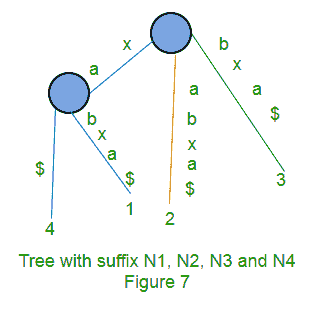 x
a
b
x
a
$
a
b
x
a
$
b
x
a
$
$
4
1
2
3
Tree with suffix N1, N2, N3 and N4
Figure 7